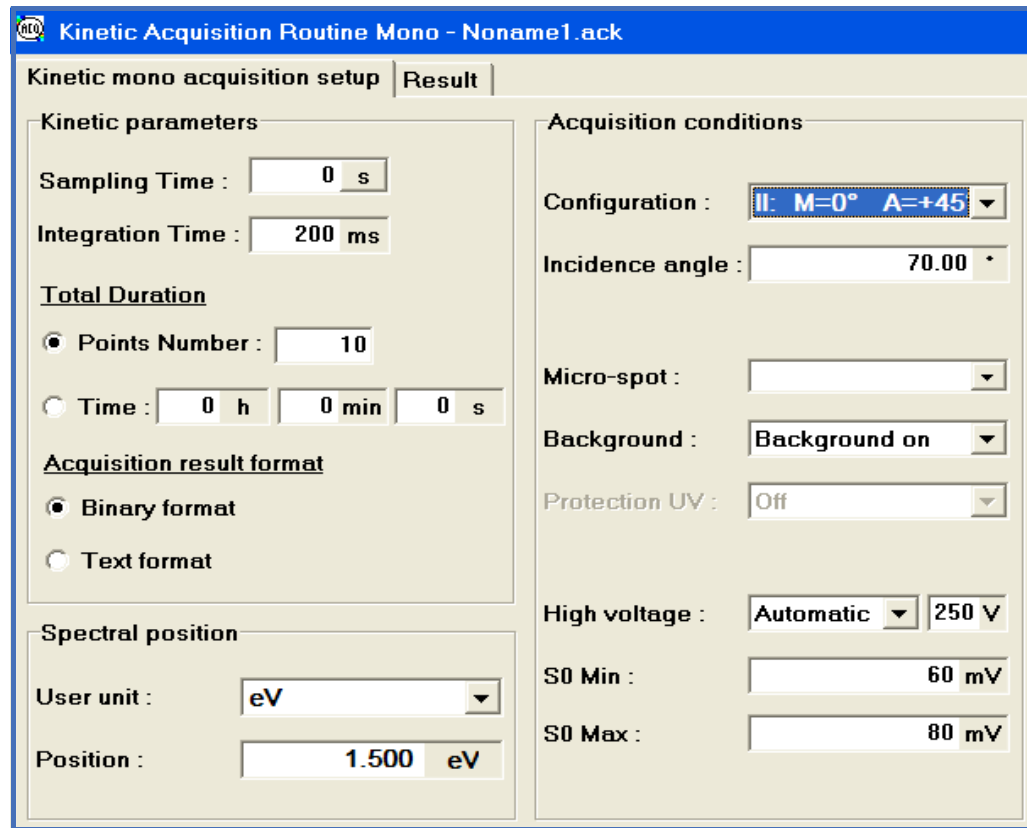 Kinetic Acquisition Routine Mono - Noname1.ack
Kinetic mono acquisition setup Result
Kinetic parameters
Sampling Time : 0 s
Integration Time : 200 ms
Total Duration
Points Number : 10
Time : 0 h 0 min 0 s
Acquisition result format
Binary format
Text format
Spectral position
User unit : eV
Position : 1.500 eV
Acquisition conditions
Configuration : II: M=0° A=+45
Incidence angle : 70.00 °
Micro-spot :
Background : Background on
Protection UV : Off
High voltage : Automatic 250 V
S0 Min : 60 mV
S0 Max : 80 mV